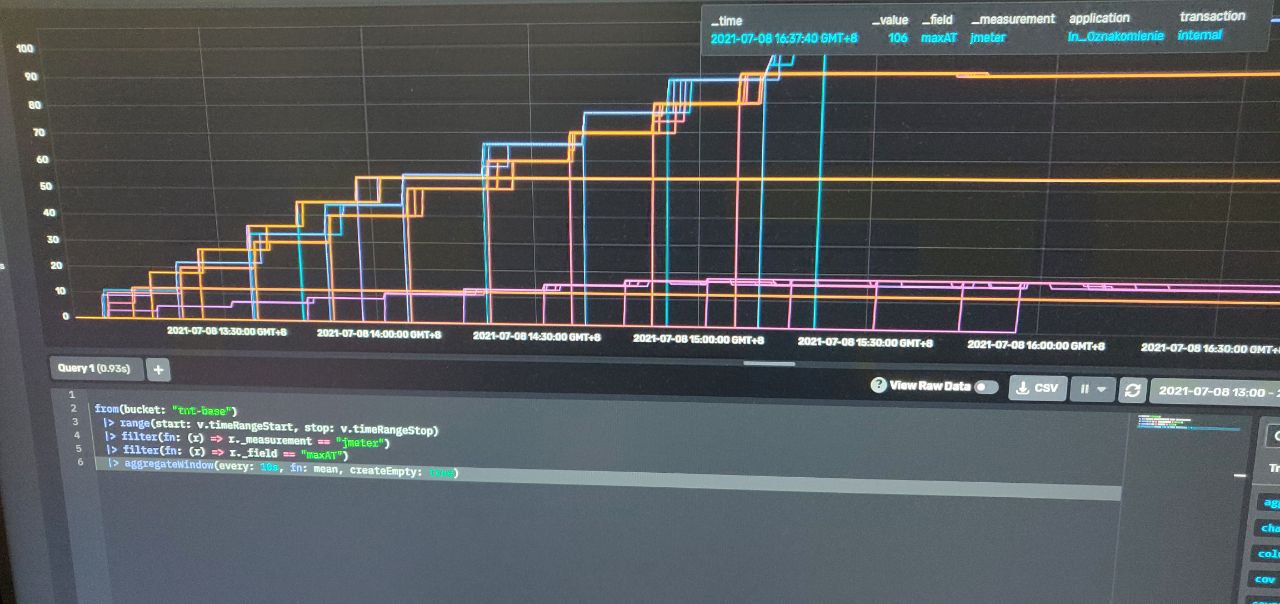 _time _value _field _measurement application transaction
2021-07-08 16:37:40 GMT+8 106 maxAT jmeter In_Oznakomlenie internal
100
90
80
70
60
50
40
30
20
10
0
2021-07-08 13:30:00 GMT+8 2021-07-08 14:00:00 GMT+8 2021-07-08 14:30:00 GMT+8 2021-07-08 15:00:00 GMT+8 2021-07-08 15:30:00 GMT+8 2021-07-08 16:00:00 GMT+8 2021-07-08 16:30:00 GMT+8
Query 1 (0.93s) +
? View Raw Data CSV 2021-07-08 13:00 - 2
1
2 from(bucket: "tnt-base")
3 |> range(start: v.timeRangeStart, stop: v.timeRangeStop)
4 |> filter(fn: (r) => r._measurement == "jmeter")
5 |> filter(fn: (r) => r._field == "maxAT")
6 |> aggregateWindow(every: 10s, fn: mean, createEmpty: true)
Tr
agg
cha
col
cov